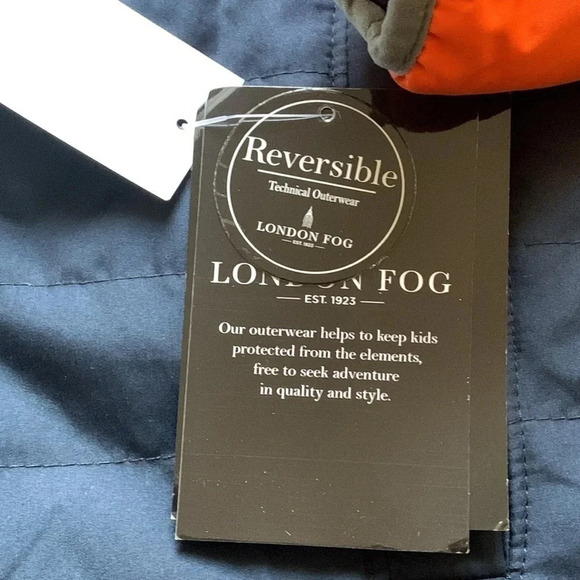 Reversible
Technical Outerwear
LONDON FOG
EST. 1923
LONDON FOG
EST. 1923
Our outerwear helps to keep kids
protected from the elements,
free to seek adventure
in quality and style.